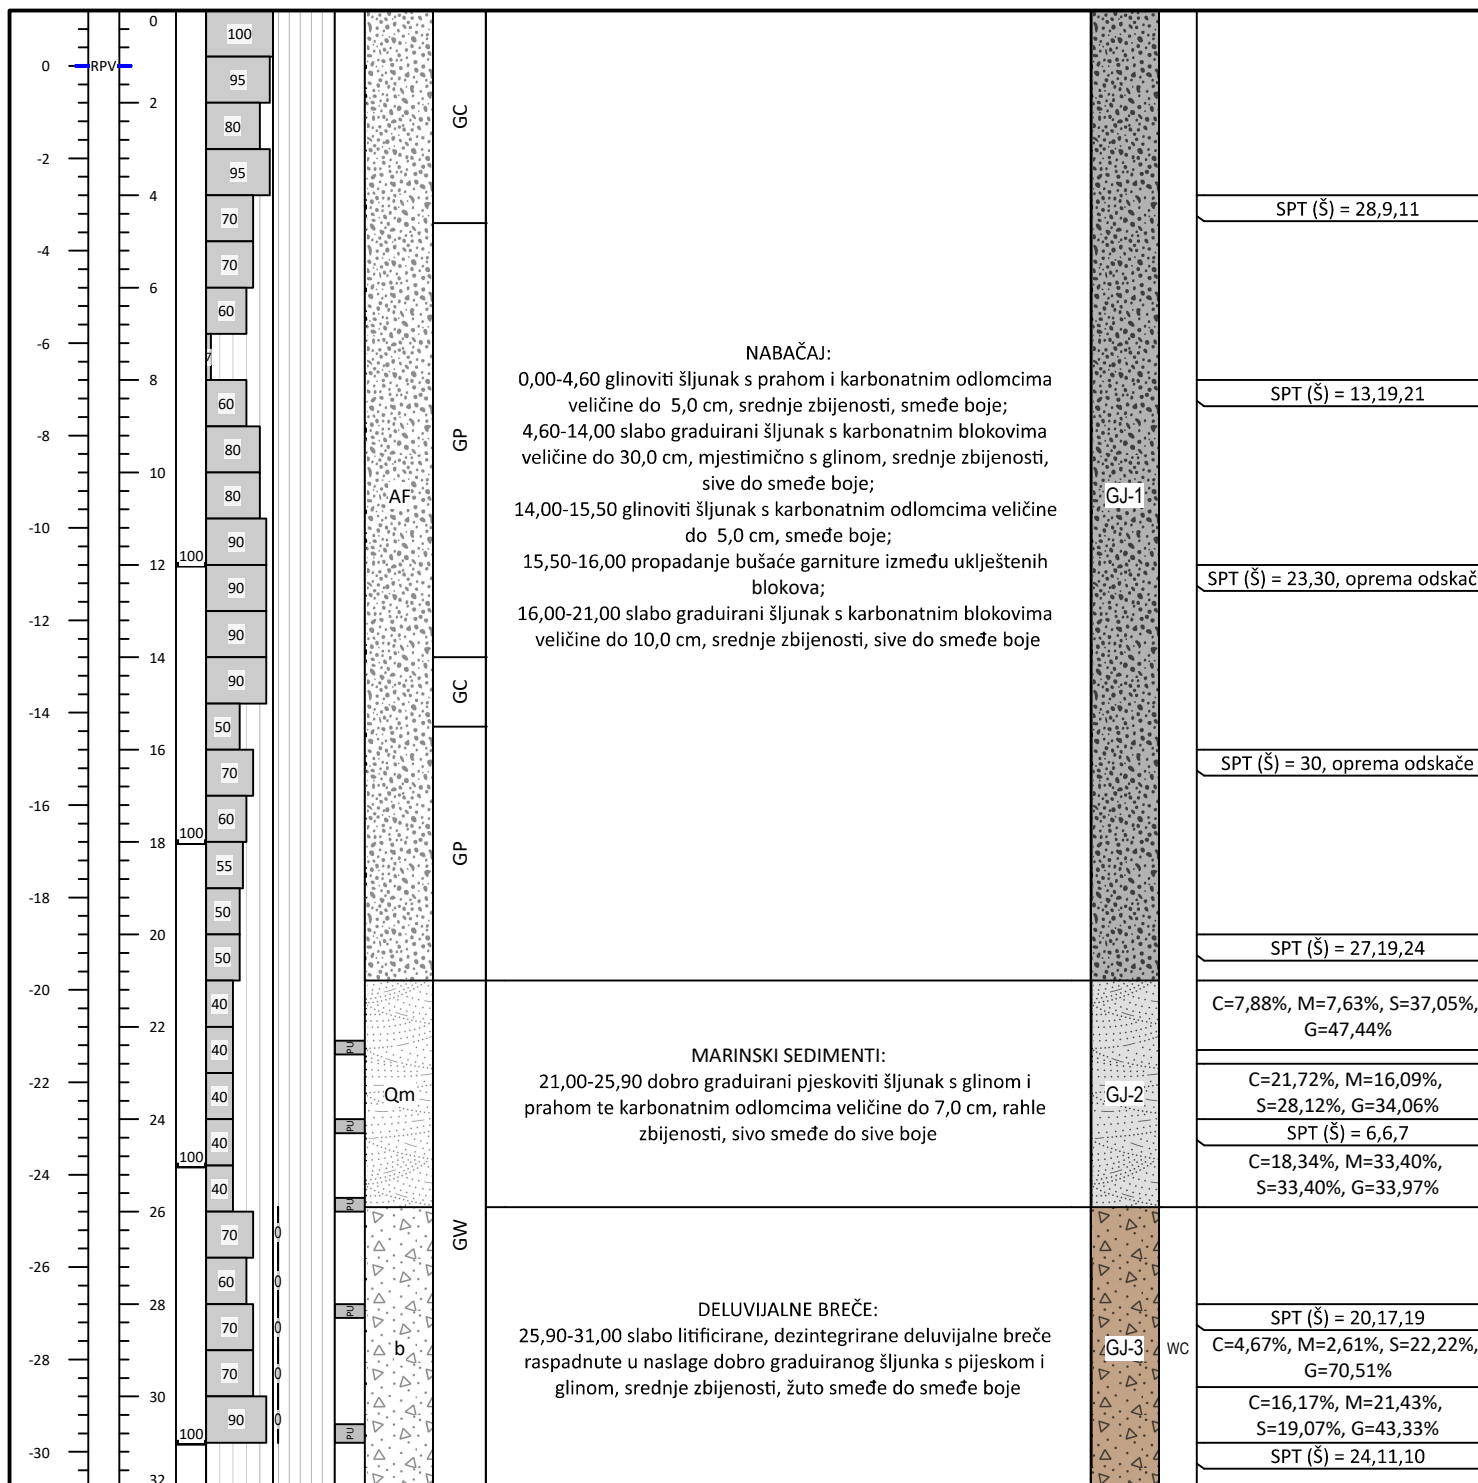 0
100
0
RPV
95
2
80
GC
-2
95
4
70
SPT (Š) = 28,9,11
-4
70
6
60
-6
7
NABAČAJ:
8
0,00-4,60 glinoviti šljunak s prahom i karbonatnim odlomcima
SPT (Š) = 13,19,21
60
veličine do 5,0 cm, srednje zbijenosti, smeđe boje;
-8
GP
4,60-14,00 slabo graduirani šljunak s karbonatnim blokovima
80
veličine do 30,0 cm, mjestimično s glinom, srednje zbijenosti,
10
sive do smeđe boje;
80
AF
GJ-1
14,00-15,50 glinoviti šljunak s karbonatnim odlomcima veličine
-10
do 5,0 cm, smeđe boje;
90
100
15,50-16,00 propadanje bušaće garniture između uklještenih
12
blokova;
SPT (Š) = 23,30, oprema odskač
90
16,00-21,00 slabo graduirani šljunak s karbonatnim blokovima
-12
veličine do 10,0 cm, srednje zbijenosti, sive do smeđe boje
90
14
90
GC
-14
50
16
SPT (Š) = 30, oprema odskače
70
-16
60
100
18
GP
55
-18
50
20
SPT (Š) = 27,19,24
50
-20
40
C=7,88%, M=7,63%, S=37,05%,
G=47,44%
22
40
PU
MARINSKI SEDIMENTI:
-22
21,00-25,90 dobro graduirani pjeskoviti šljunak s glinom i
C=21,72%, M=16,09%,
S=28,12%, G=34,06%
40
Qm
GJ-2
prahom te karbonatnim odlomcima veličine do 7,0 cm, rahle
24
PU
zbijenosti, sivo smeđe do sive boje
SPT (Š) = 6,6,7
40
100
-24
C=18,34%, M=33,40%,
S=33,40%, G=33,97%
40
PU
26
70
0
GW
-26
60
0
28
PU
DELUVIJALNE BREČE:
SPT (Š) = 20,17,19
70
0
25,90-31,00 slabo litificirane, dezintegrirane deluvijalne breče
b
GJ-3
WC
C=4,67%, M=2,61%, S=22,22%,
G=70,51%
-28
raspadnute u naslage dobro graduiranog šljunka s pijeskom i
70
0
glinom, srednje zbijenosti, žuto smeđe do smeđe boje
30
C=16,17%, M=21,43%,
S=19,07%, G=43,33%
90
0
100
PU
-30
SPT (Š) = 24,11,10
32